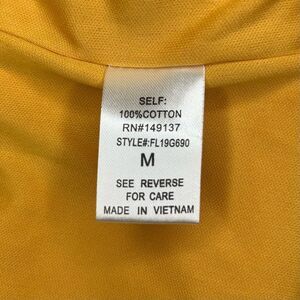 SELF:
100%COTTON
RN#149137
STYLE#:FL19G690
M
SEE REVERSE
FOR CARE
MADE IN VIETNAM